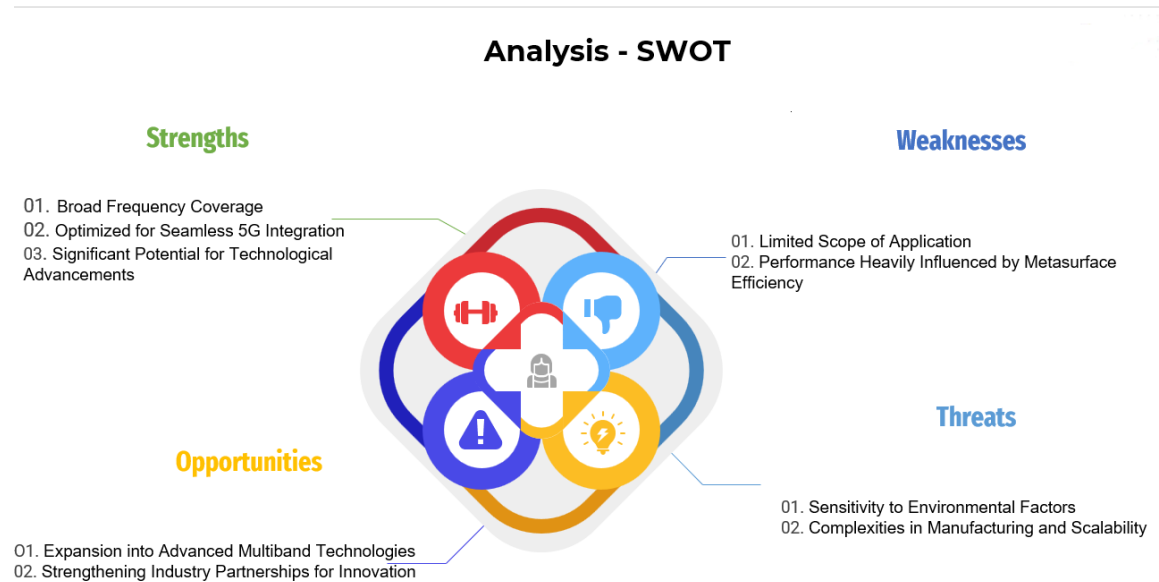 Analysis - SWOT
Strengths
01. Broad Frequency Coverage
02. Optimized for Seamless 5G Integration
03. Significant Potential for Technological
Advancements
Weaknesses
01. Limited Scope of Application
02. Performance Heavily Influenced by Metasurface
Efficiency
Opportunities
O1. Expansion into Advanced Multiband Technologies
02. Strengthening Industry Partnerships for Innovation
Threats
01. Sensitivity to Environmental Factors
02. Complexities in Manufacturing and Scalability